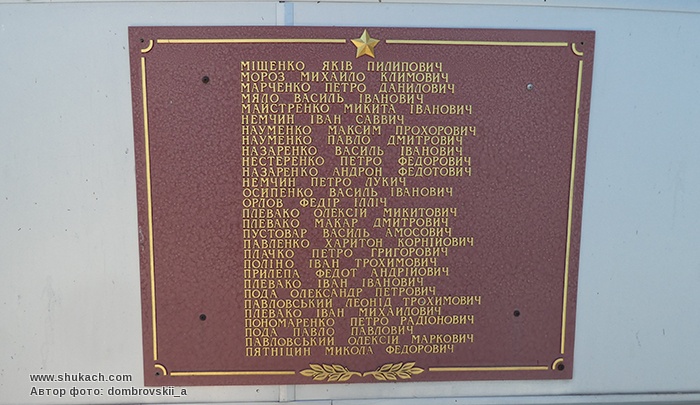 МІЩЕНКО ЯКІВ ПИЛИПОВИЧ
МОРОЗ МИХАЙЛО КЛИМОВИЧ
МАРЧЕНКО ПЕТРО ДАНИЛОВИЧ
МЯЛО ВАСИЛЬ ІВАНОВИЧ
МАЙСТРЕНКО МИКИТА ІВАНОВИЧ
НЕМЧИН ІВАН САВВИЧ
НАУМЕНКО МАКСИМ ПРОХОРОВИЧ
НАУМЕНКО ПАВЛО ДМИТРОВИЧ
НАЗАРЕНКО ВАСИЛЬ ІВАНОВИЧ
НЕСТЕРЕНКО ПЕТРО ФЕДОРОВИЧ
НАЗАРЕНКО АНДРОН ФЕДОТОВИЧ
НЕМЧИН ПЕТРО ЛУКИЧ
ОСИПЕНКО ВАСИЛЬ ІВАНОВИЧ
ОРЛОВ ФЕДІР ІЛЛІЧ
ПЛЕВАКО ОЛЕКСІЙ МИКИТОВИЧ
ПЛЕВАКО МАКАР ДМИТРОВИЧ
ПУСТОВАР ВАСИЛЬ АМОСОВИЧ
ПАВЛЕНКО ХАРИТОН КОРНІЙОВИЧ
ПЛАЧКО ПЕТРО ГРИГОРОВИЧ
ПОЛІНО ІВАН ТРОХИМОВИЧ
ПРИЛЕПА ФЕДОТ АНДРІЙОВИЧ
ПЛЕВАКО ІВАН ІВАНОВИЧ
ПОДА ОЛЕКСАНДР ПЕТРОВИЧ
ПАВЛОВСЬКИЙ ЛЕОНІД ТРОХИМОВИЧ
ПЛЕВАКО ІВАН МИХАЙЛОВИЧ
ПОНОМАРЕНКО ПЕТРО РАДІОНОВИЧ
ПОДА ПАВЛО ПАВЛОВИЧ
ПАВЛОВСЬКИЙ ОЛЕКСІЙ МАРКОВИЧ
ПЯТНІЦИН МИКОЛА ФЕДОРОВИЧ
www.shukach.com
Автор фото: dombrovskii_a